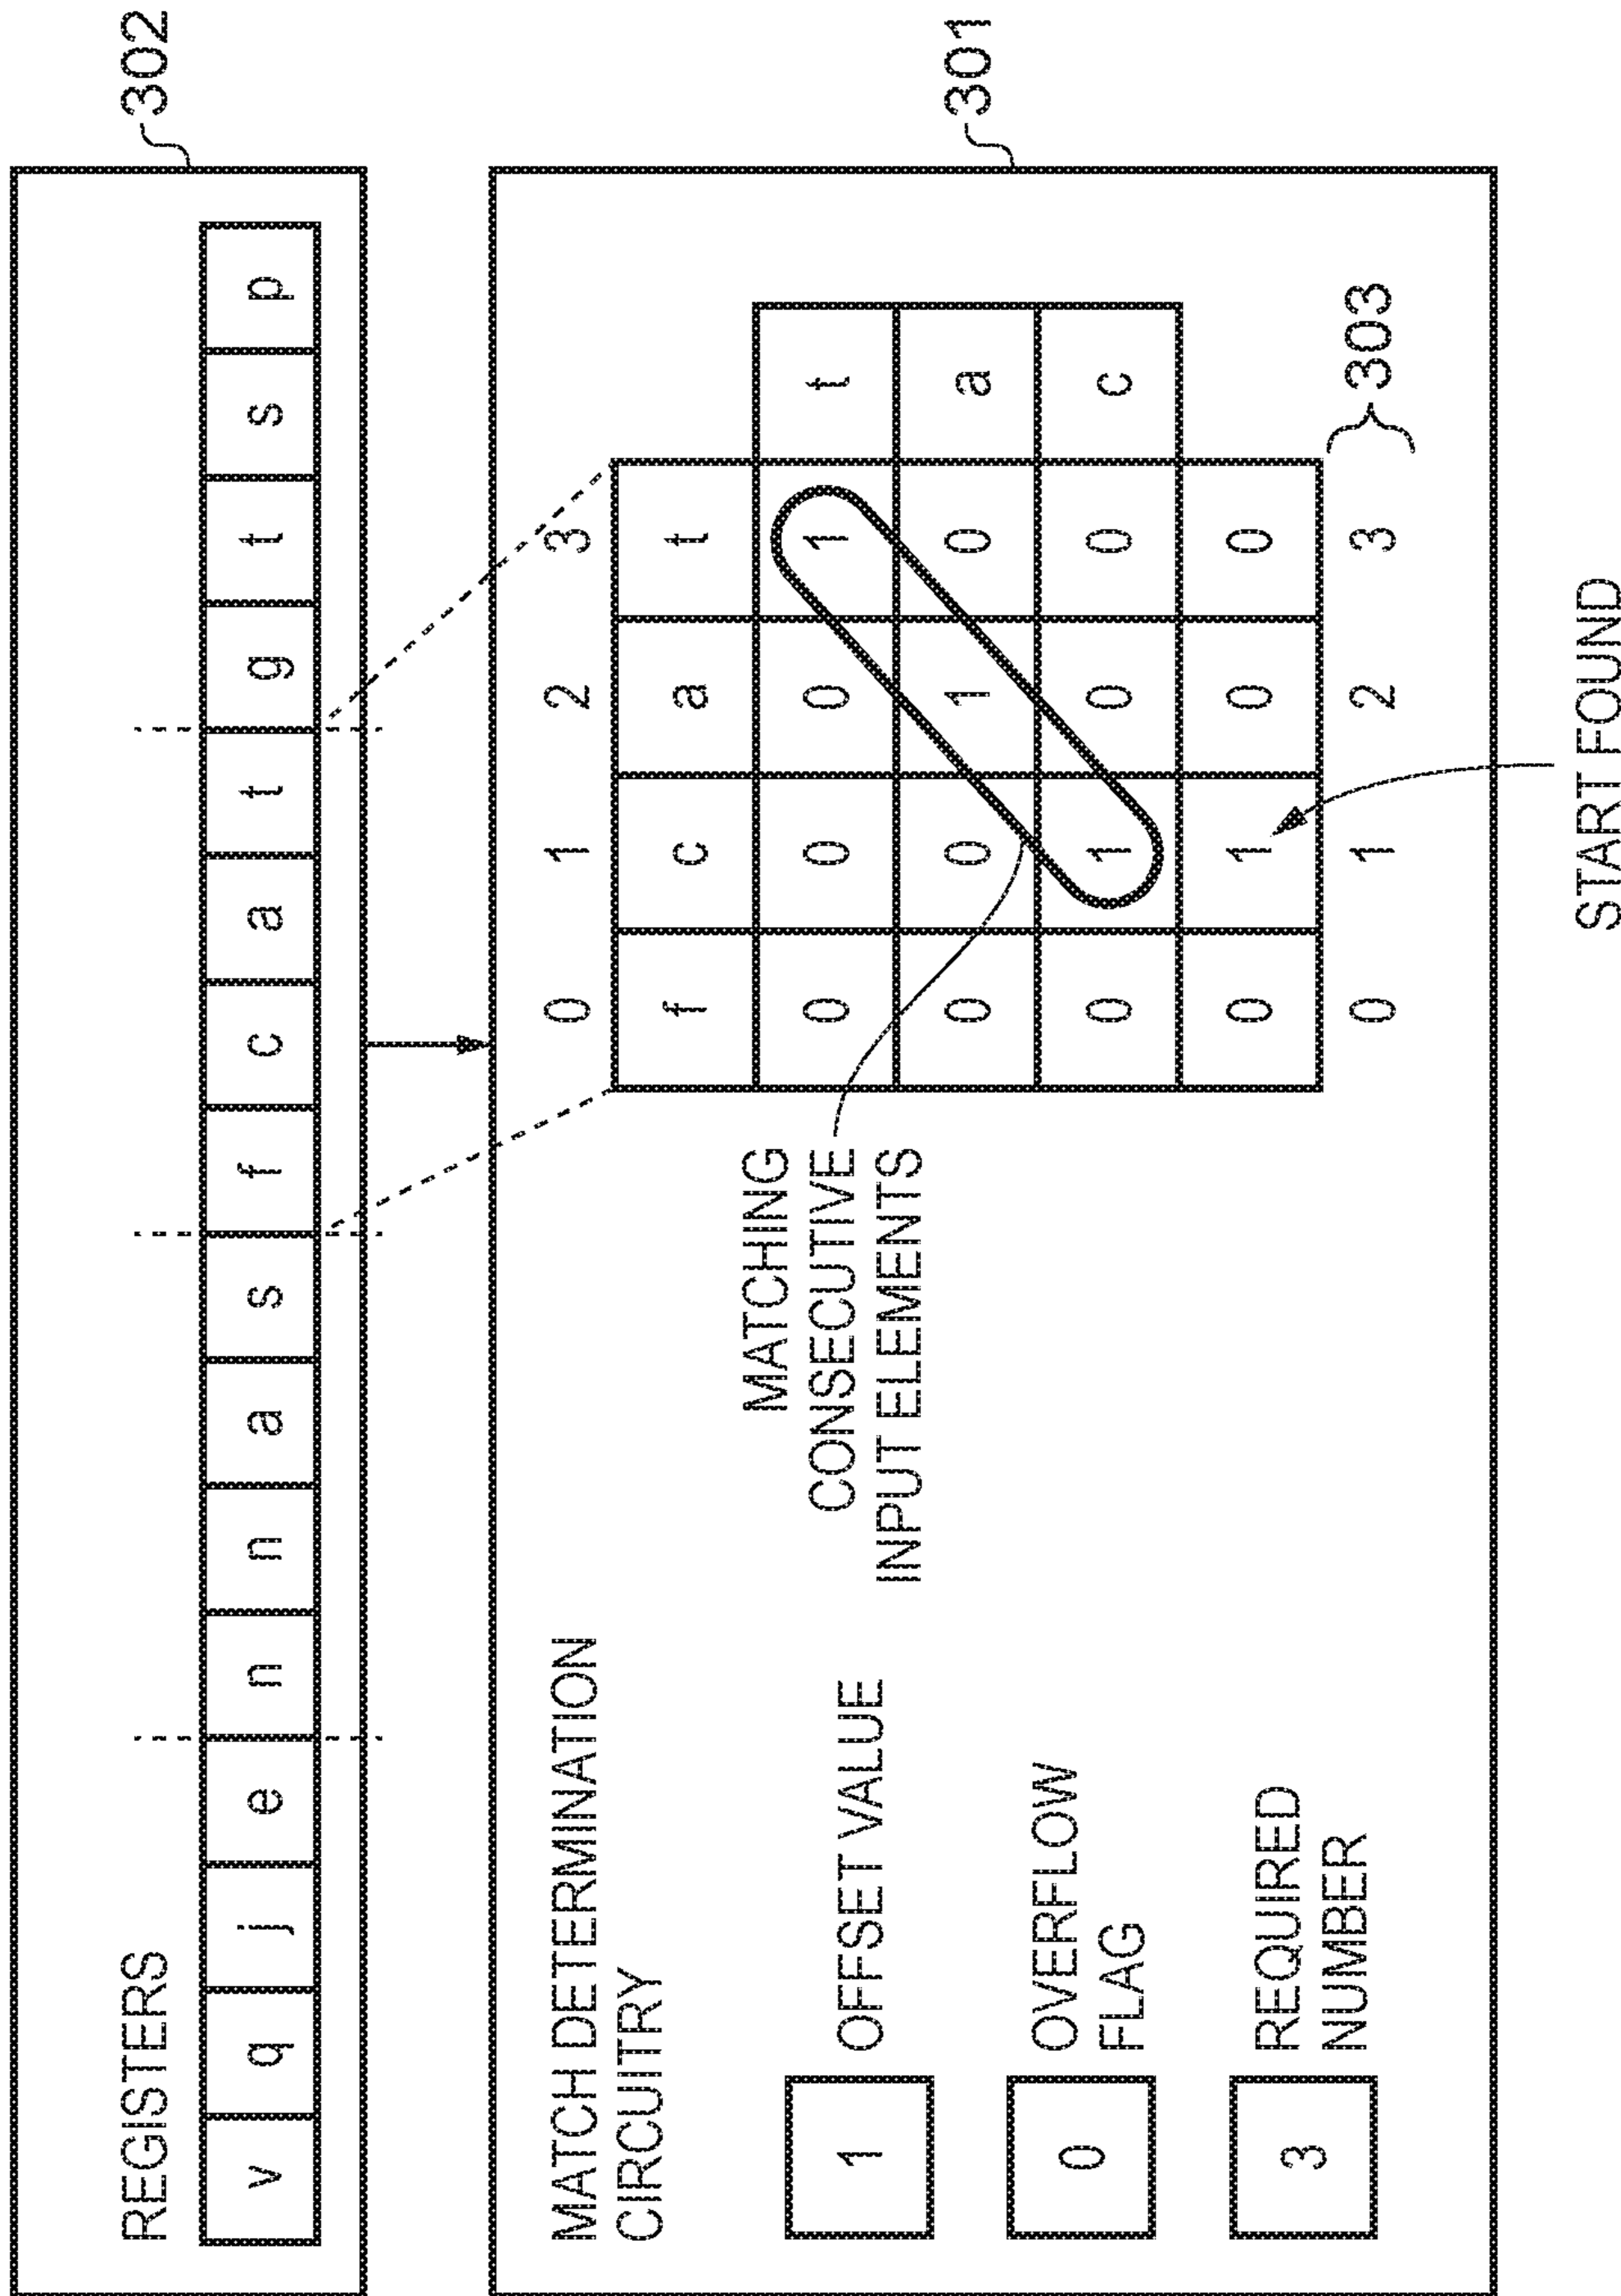 REGISTERS
302
v q j e n n a s f c a t g t s p
MATCH DETERMINATION
CIRCUITRY
301
1 OFFSET VALUE
0 OVERFLOW
FLAG
3 REQUIRED
NUMBER
MATCHING
CONSECUTIVE
INPUT ELEMENTS
0 1 2 3
f c a t
0 0 0 1 t
0 0 1 0 a
0 1 0 0 c
0 1 0 0
0 1 2 3
303
START FOUND